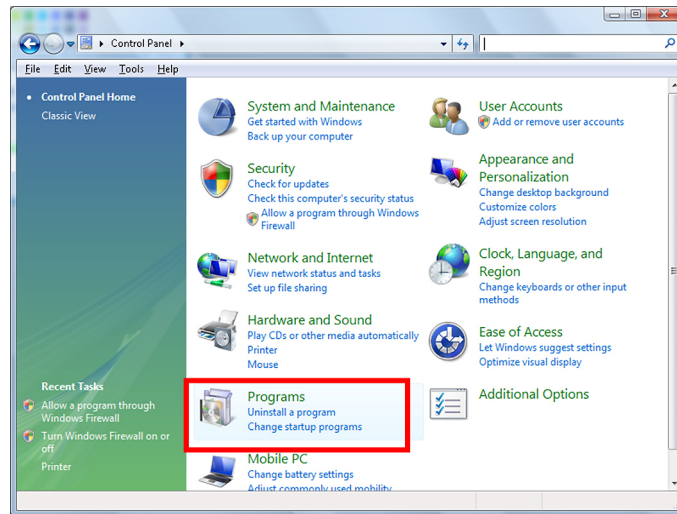 Control Panel
File Edit View Tools Help
Control Panel Home
Classic View
System and Maintenance
Get started with Windows
Back up your computer
Security
Check for updates
Check this computer's security status
Allow a program through Windows
Firewall
Network and Internet
View network status and tasks
Set up file sharing
Hardware and Sound
Play CDs or other media automatically
Printer
Mouse
Programs
Uninstall a program
Change startup programs
Mobile PC
Change battery settings
Adjust commonly used mobility
User Accounts
Add or remove user accounts
Appearance and
Personalization
Change desktop background
Customize colors
Adjust screen resolution
Clock, Language, and
Region
Change keyboards or other input
methods
Ease of Access
Let Windows suggest settings
Optimize visual display
Additional Options
Recent Tasks
Allow a program through
Windows Firewall
Turn Windows Firewall on or
off
Printer